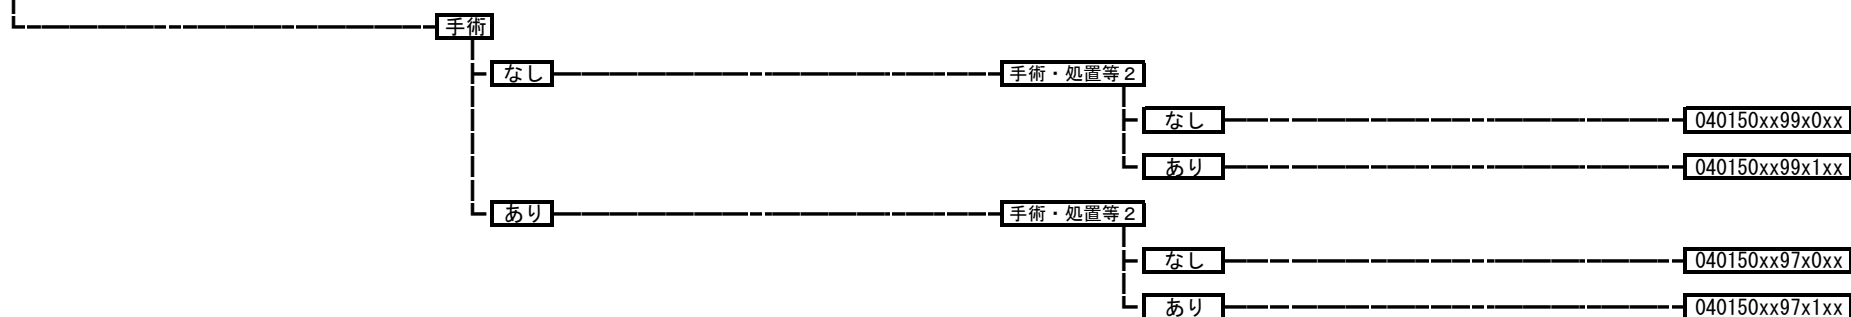 手術
なし 手術・処置等2
なし 040150xx99x0xx
あり 040150xx99x1xx
あり 手術・処置等2
なし 040150xx97x0xx
あり 040150xx97x1xx